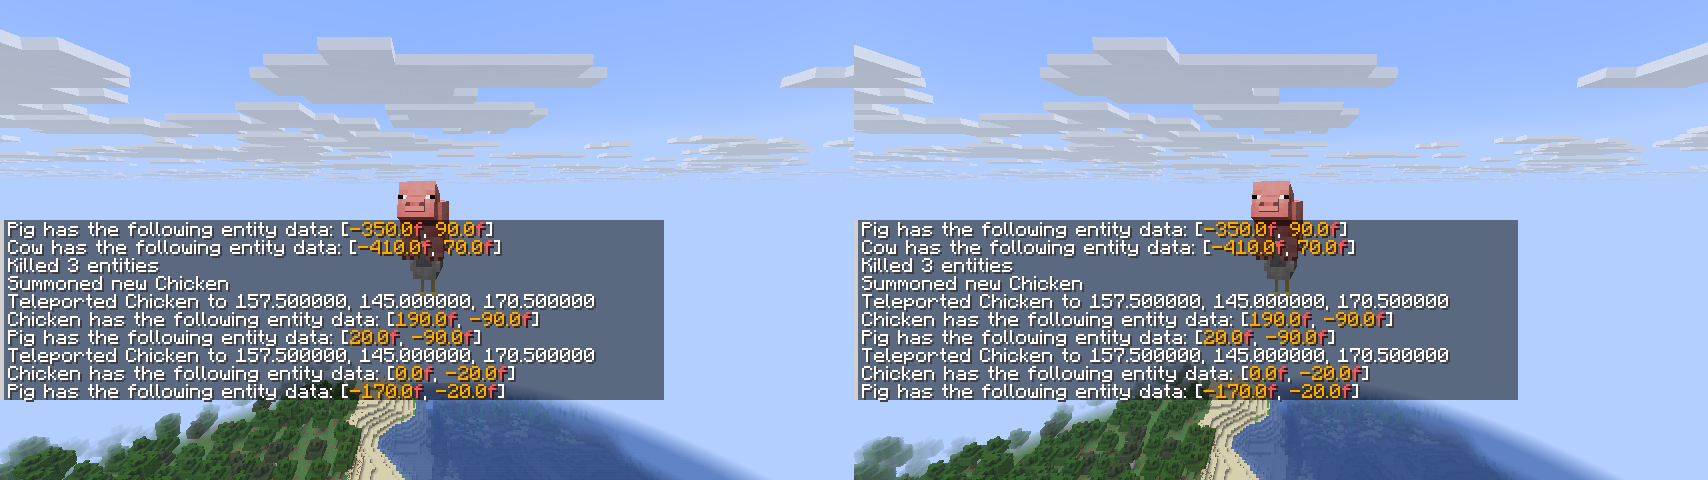 Pig has the following entity data: [-350.0f, 90.0f]
Cow has the following entity data: [-410.0f, 70.0f]
Killed 3 entities
Summoned new Chicken
Teleported Chicken to 157.500000, 145.000000, 170.500000
Chicken has the following entity data: [190.0f, -90.0f]
Pig has the following entity data: [20.0f, -90.0f]
Teleported Chicken to 157.500000, 145.000000, 170.500000
Chicken has the following entity data: [0.0f, -20.0f]
Pig has the following entity data: [-170.0f, -20.0f]
Pig has the following entity data: [-350.0f, 90.0f]
Cow has the following entity data: [-410.0f, 70.0f]
Killed 3 entities
Summoned new Chicken
Teleported Chicken to 157.500000, 145.000000, 170.500000
Chicken has the following entity data: [190.0f, -90.0f]
Pig has the following entity data: [20.0f, -90.0f]
Teleported Chicken to 157.500000, 145.000000, 170.500000
Chicken has the following entity data: [0.0f, -20.0f]
Pig has the following entity data: [-170.0f, -20.0f]